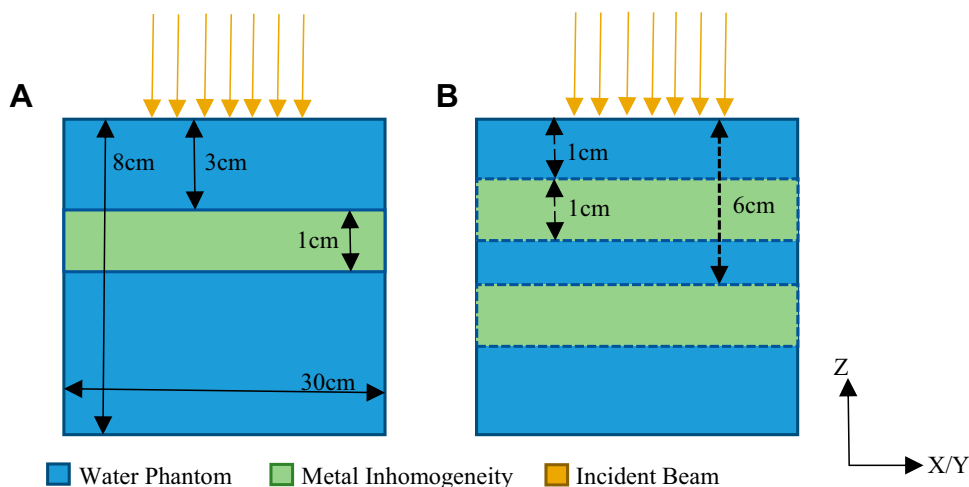 A
8cm
3cm
1cm
30cm
B
1cm
1cm
6cm
Z
X/Y
Water Phantom
Metal Inhomogeneity
Incident Beam